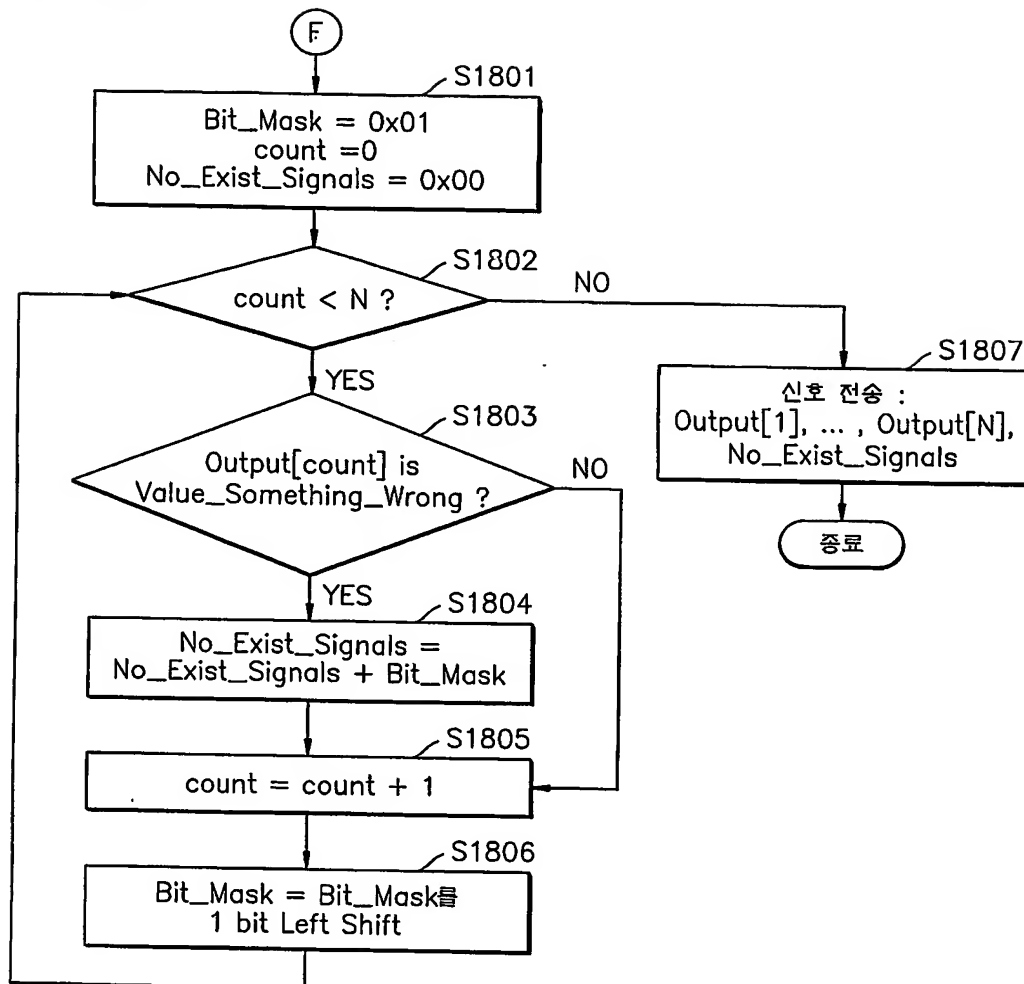 F
S1801
Bit_Mask = 0x01
count =0
No_Exist_Signals = 0x00
S1802
count < N ?
NO
YES
S1807
신호 전송 :
Output[1], ... , Output[N],
No_Exist_Signals
종료
S1803
Output[count] is
Value_Something_Wrong ?
NO
YES
S1804
No_Exist_Signals =
No_Exist_Signals + Bit_Mask
S1805
count = count + 1
S1806
Bit_Mask = Bit_Mask를
1 bit Left Shift